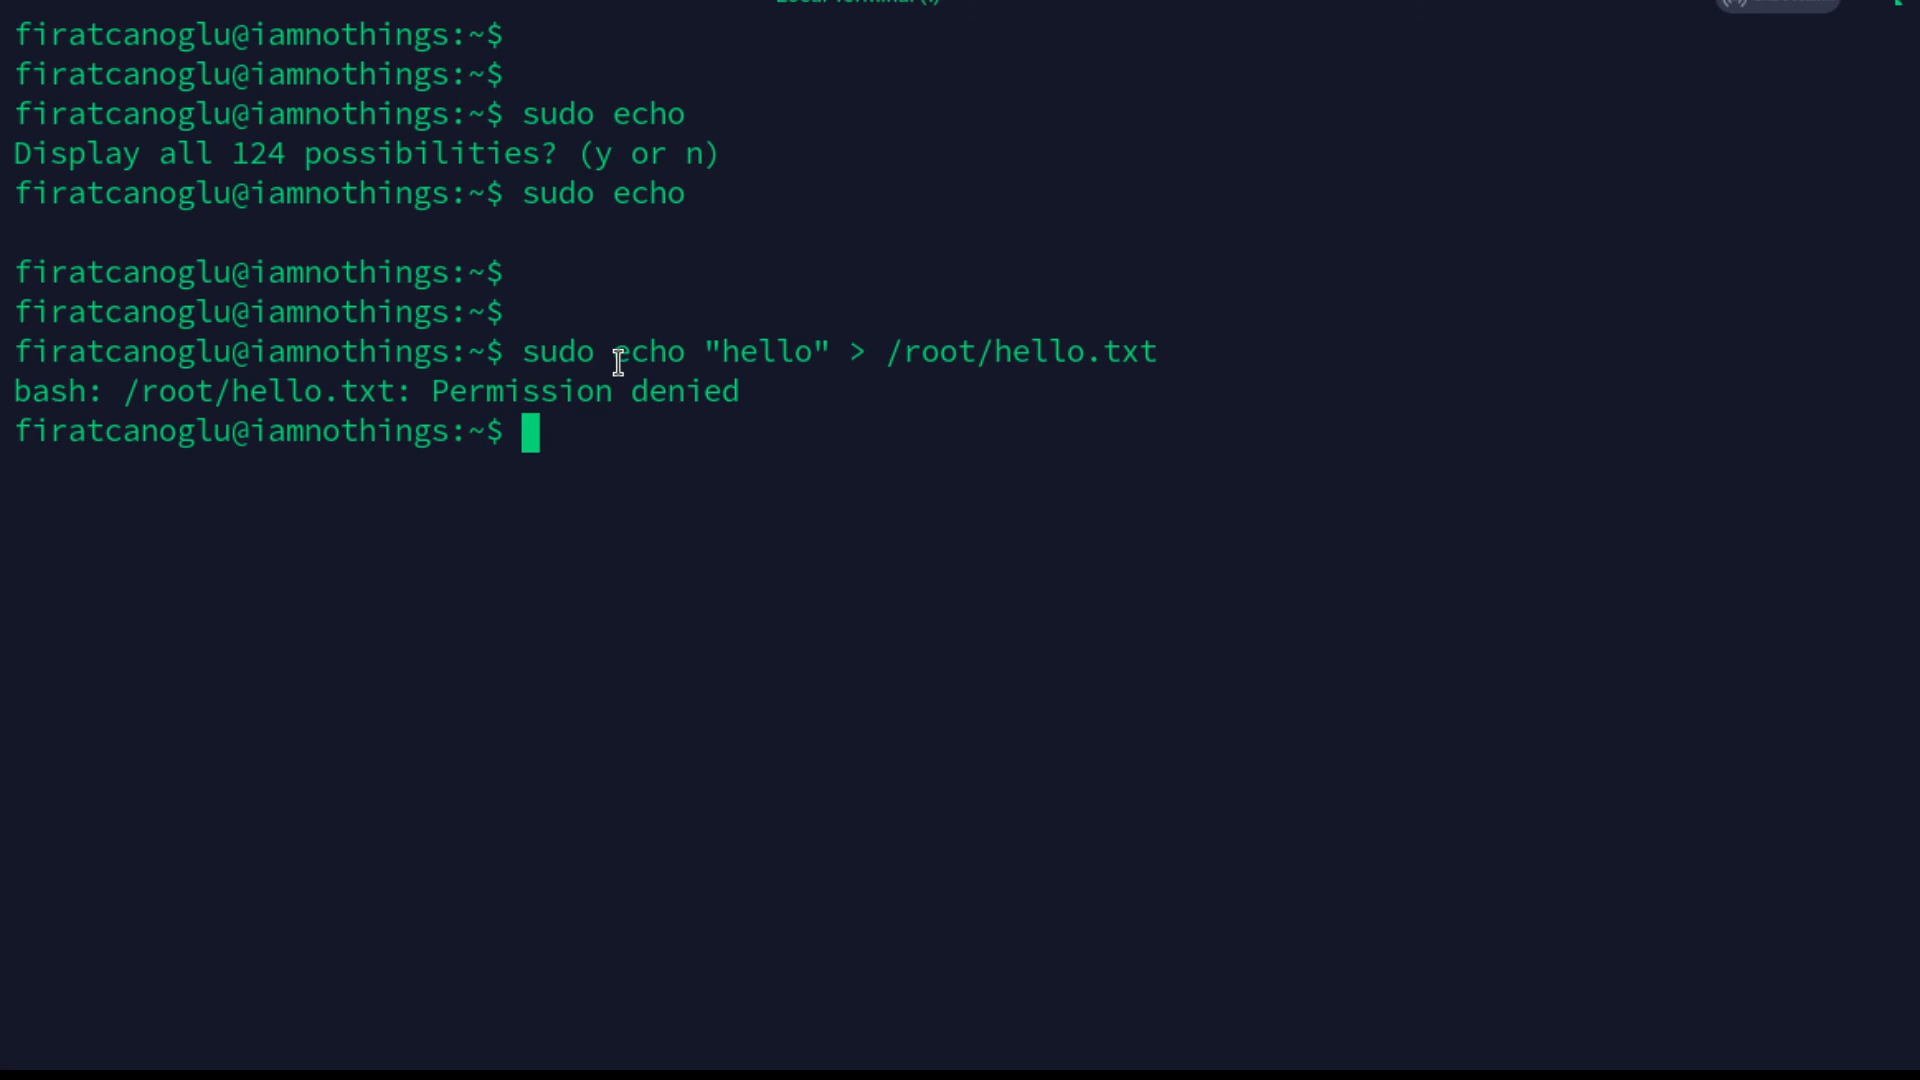 firatcanoglu@iamnothings:~$
firatcanoglu@iamnothings:~$
firatcanoglu@iamnothings:~$ sudo echo
Display all 124 possibilities? (y or n)
firatcanoglu@iamnothings:~$ sudo echo
firatcanoglu@iamnothings:~$
firatcanoglu@iamnothings:~$
firatcanoglu@iamnothings:~$ sudo echo "hello" > /root/hello.txt
bash: /root/hello.txt: Permission denied
firatcanoglu@iamnothings:~$